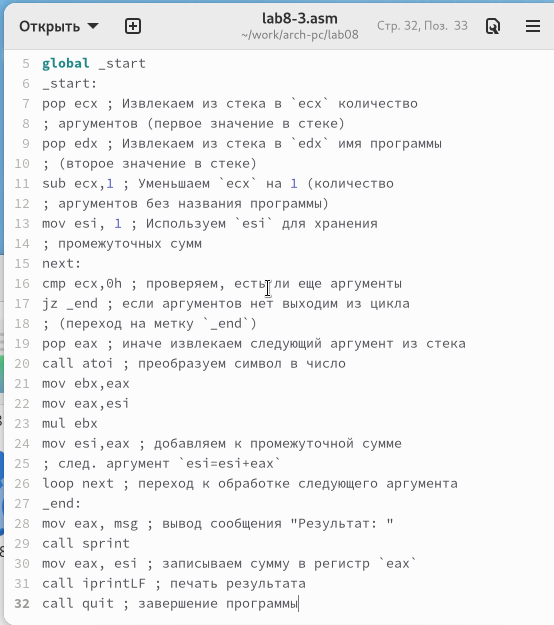 Открыть
lab8-3.asm
~/work/arch-pc/lab08
Стр. 32, Поз. 33
5 global _start
6 _start:
7 pop ecx ; Извлекаем из стека в `ecx` количество
8 ; аргументов (первое значение в стеке)
9 pop edx ; Извлекаем из стека в `edx` имя программы
10 ; (второе значение в стеке)
11 sub ecx,1 ; Уменьшаем `ecx` на 1 (количество
12 ; аргументов без названия программы)
13 mov esi, 1 ; Используем `esi` для хранения
14 ; промежуточных сумм
15 next:
16 cmp ecx,0h ; проверяем, есть ли еще аргументы
17 jz _end ; если аргументов нет выходим из цикла
18 ; (переход на метку `_end`)
19 pop eax ; иначе извлекаем следующий аргумент из стека
20 call atoi ; преобразуем символ в число
21 mov ebx,eax
22 mov eax,esi
23 mul ebx
24 mov esi,eax ; добавляем к промежуточной сумме
25 ; след. аргумент `esi=esi+eax`
26 loop next ; переход к обработке следующего аргумента
27 _end:
28 mov eax, msg ; вывод сообщения "Результат: "
29 call sprint
30 mov eax, esi ; записываем сумму в регистр `eax`
31 call iprintLF ; печать результата
32 call quit ; завершение программы